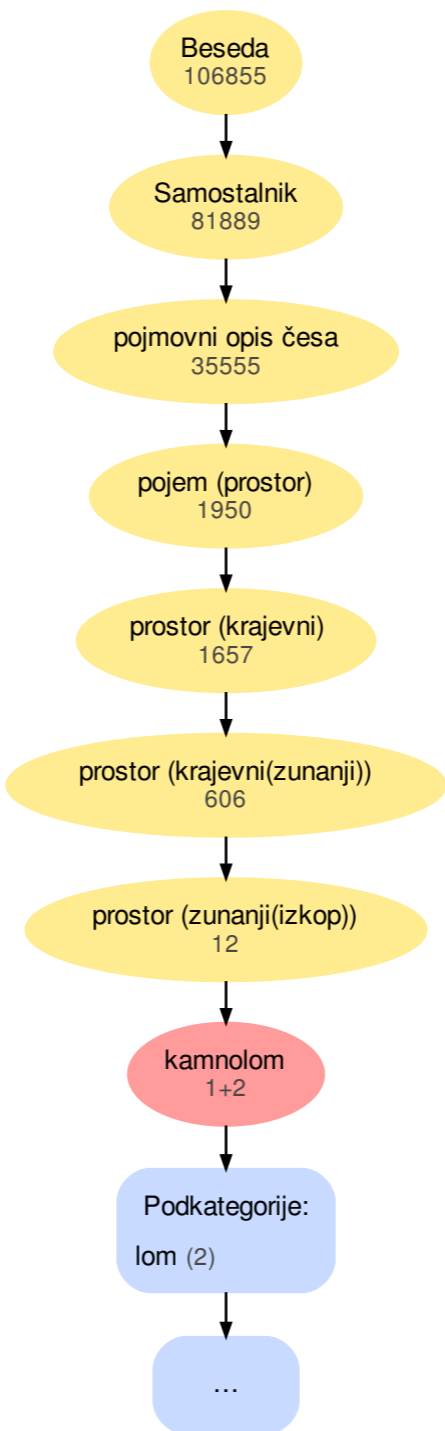 Beseda
106855
Samostalnik
81889
pojmovni opis česa
35555
pojem (prostor)
1950
prostor (krajevni)
1657
prostor (krajevni(zunanji))
606
prostor (zunanji(izkop))
12
kamnolom
1+2
Podkategorije:
lom (2)
...